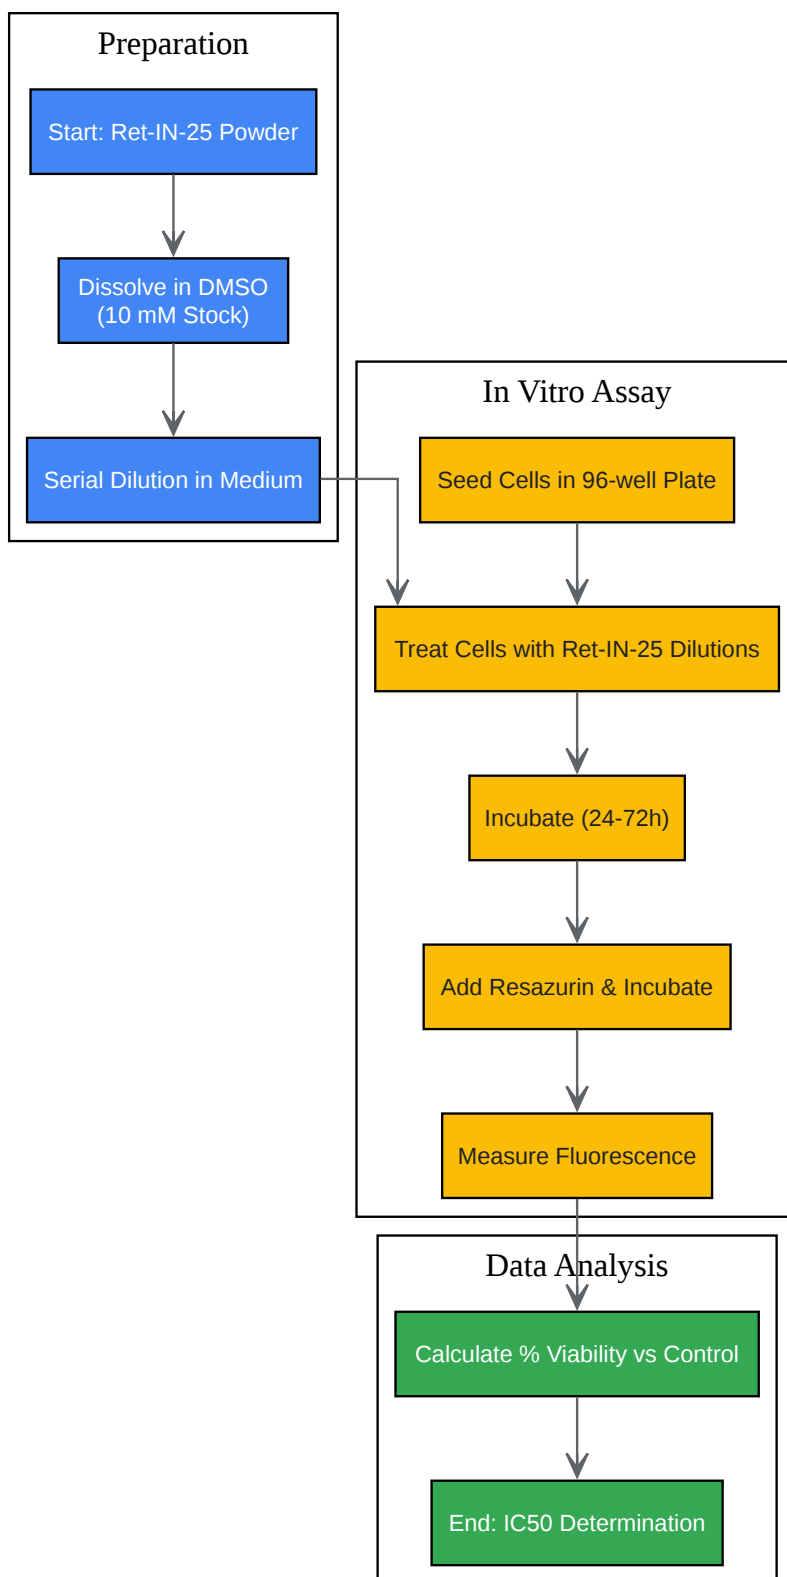 Preparation
Start: Ret-IN-25 Powder
Dissolve in DMSO
(10 mM Stock)
Serial Dilution in Medium
In Vitro Assay
Seed Cells in 96-well Plate
Treat Cells with Ret-IN-25 Dilutions
Incubate (24-72h)
Add Resazurin & Incubate
Measure Fluorescence
Data Analysis
Calculate % Viability vs Control
End: IC50 Determination